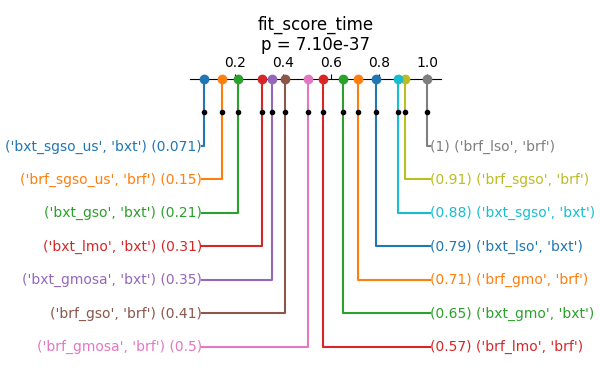 fit_score_time
p = 7.10e-37
0.2 0.4 0.6 0.8 1.0
('bxt_sgso_us', 'bxt') (0.071) (1) ('brf_lso', 'brf')
('brf_sgso_us', 'brf') (0.15) (0.91) ('brf_sgso', 'brf')
('bxt_gso', 'bxt') (0.21) (0.88) ('bxt_sgso', 'bxt')
('bxt_lmo', 'bxt') (0.31) (0.79) ('bxt_lso', 'bxt')
('bxt_gmosa', 'bxt') (0.35) (0.71) ('brf_gmo', 'brf')
('brf_gso', 'brf') (0.41) (0.65) ('bxt_gmo', 'bxt')
('brf_gmosa', 'brf') (0.5) (0.57) ('brf_lmo', 'brf')